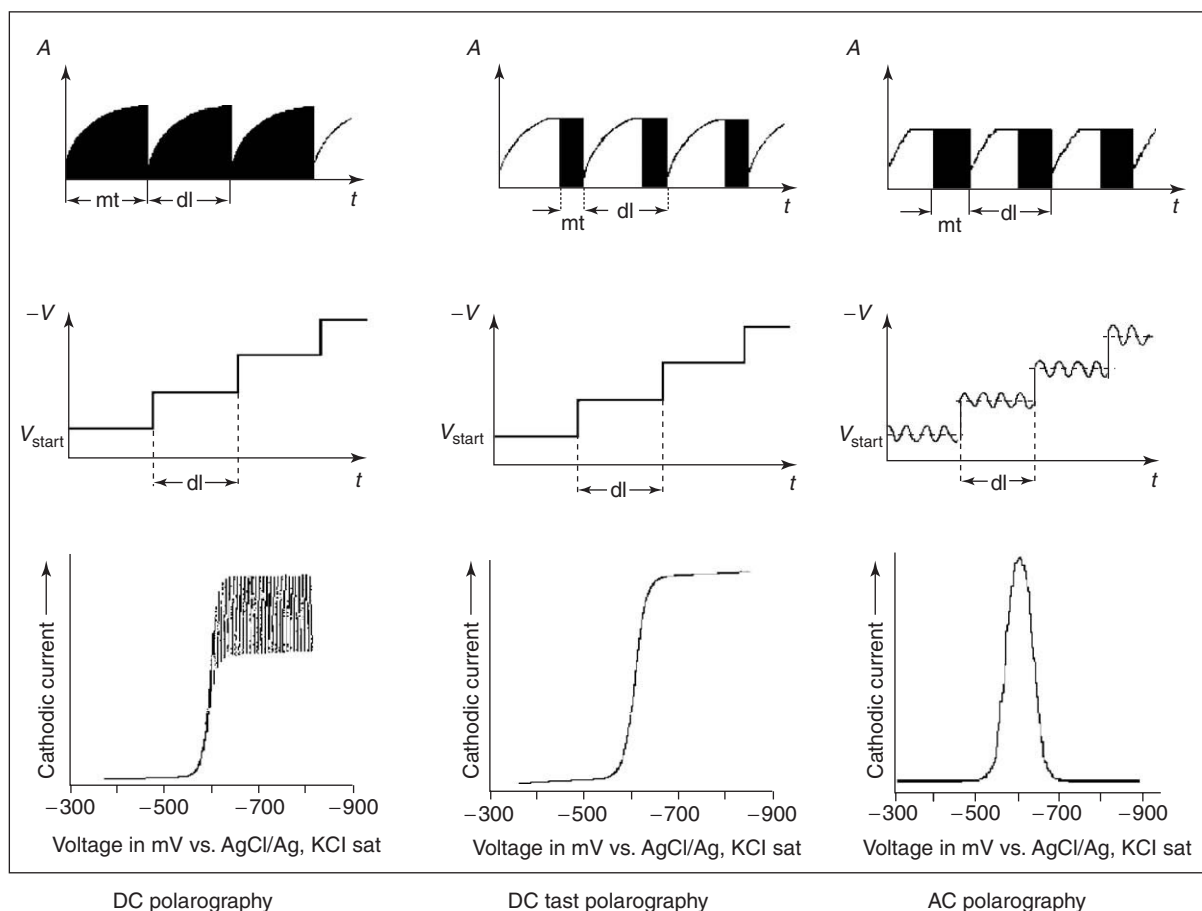 A
A
A
mt
dl
t
mt
dl
t
mt
dl
t
–V
–V
–V
Vstart
Vstart
Vstart
dl
t
dl
t
dl
t
Cathodic current
Cathodic current
Cathodic current
–300 –500 –700 –900
–300 –500 –700 –900
–300 –500 –700 –900
Voltage in mV vs. AgCl/Ag, KCl sat
Voltage in mV vs. AgCl/Ag, KCl sat
Voltage in mV vs. AgCl/Ag, KCl sat
DC polarography
DC tast polarography
AC polarography